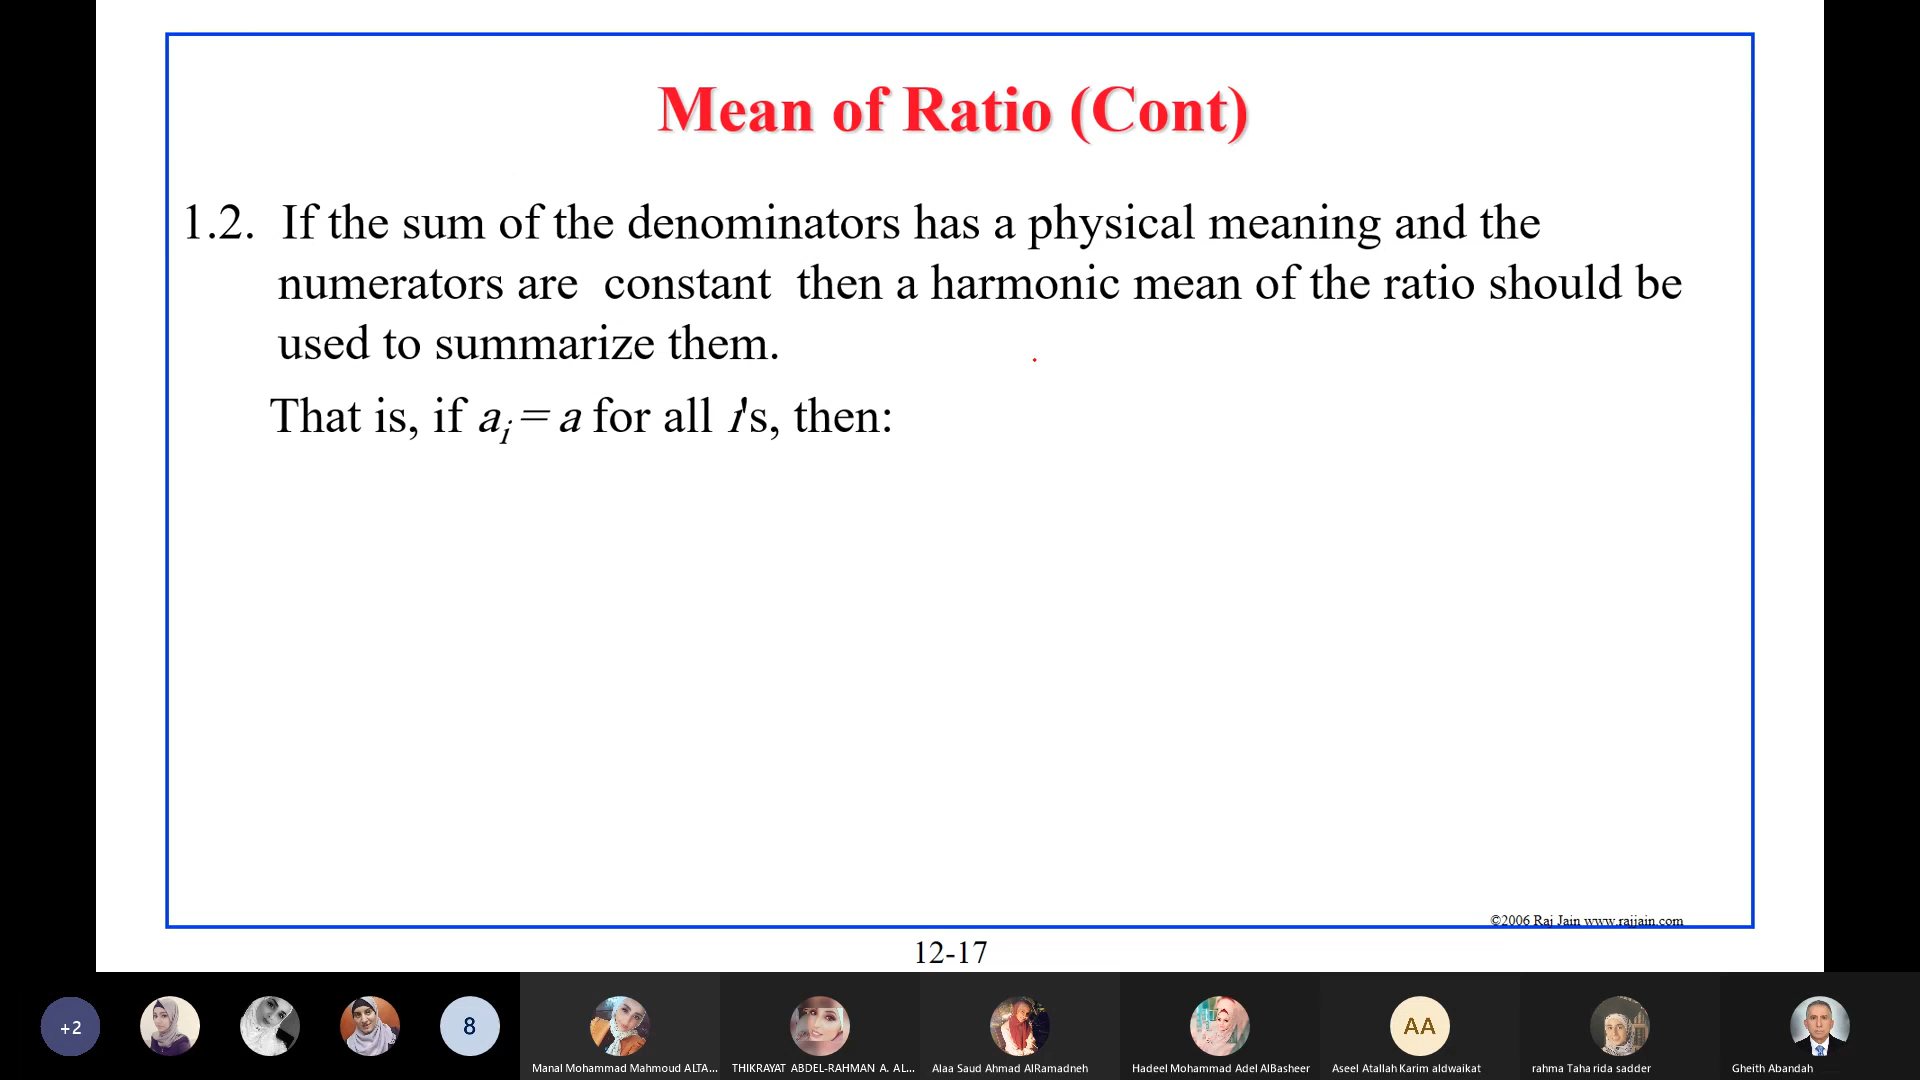 Mean of Ratio (Cont)
1.2. If the sum of the denominators has a physical meaning and the
numerators are constant then a harmonic mean of the ratio should be
used to summarize them.
That is, if aᵢ = a for all i's, then:
©2006 Raj Jain www.rajjain.com
12-17
+2
8
AA
Manal Mohammad Mahmoud ALTA...
THIKRAYAT ABDEL-RAHMAN A. AL...
Alaa Saud Ahmad AlRamadneh
Hadeel Mohammad Adel AlBasheer
Aseel Atallah Karim aldwaikat
rahma Taha rida sadder
Gheith Abandah